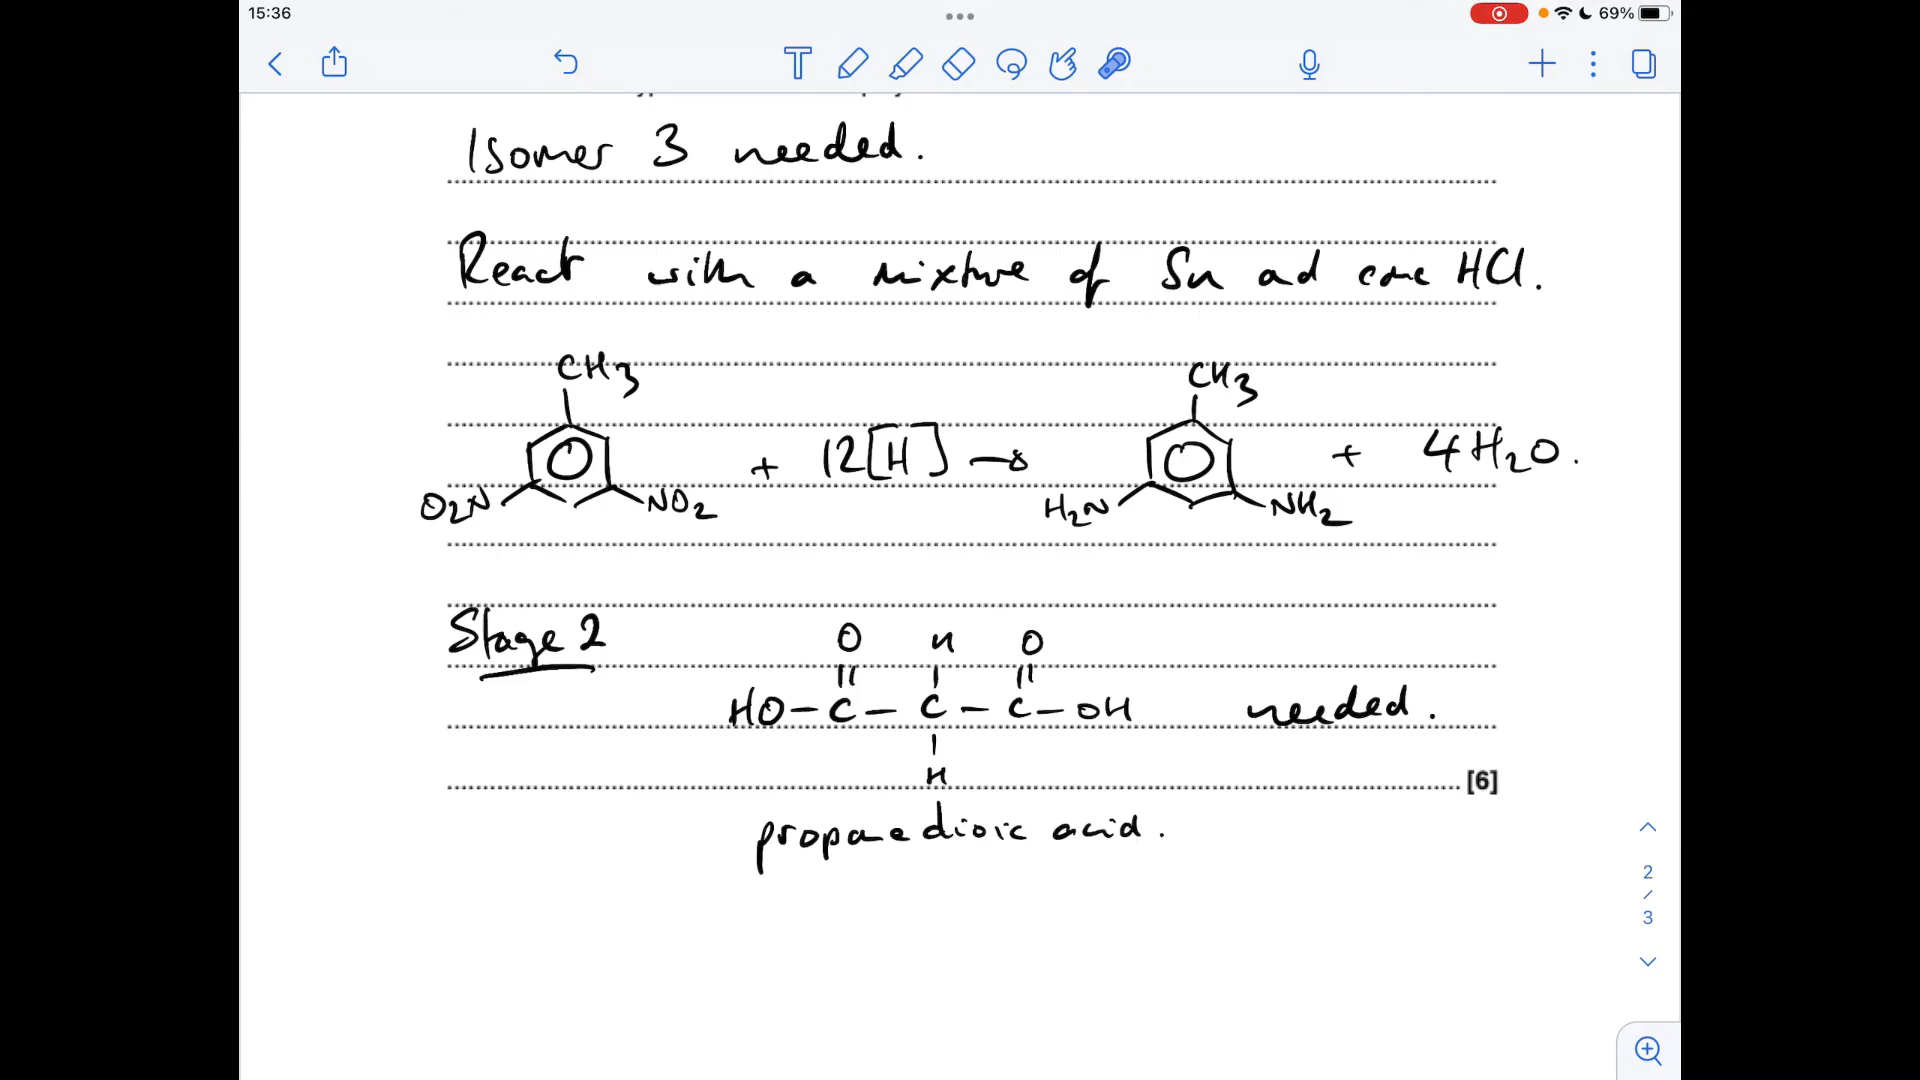 15:36
69%
Isomer 3 needed.
React with a mixture of Sn ad conc HCl.
CH3 CH3
+ 12[H] → + 4H2O.
O2N NO2 H2N NH2
Stage 2
O H O
HO-C-C-C-OH needed.
H
[6]
propanedioic acid.
2
/
3